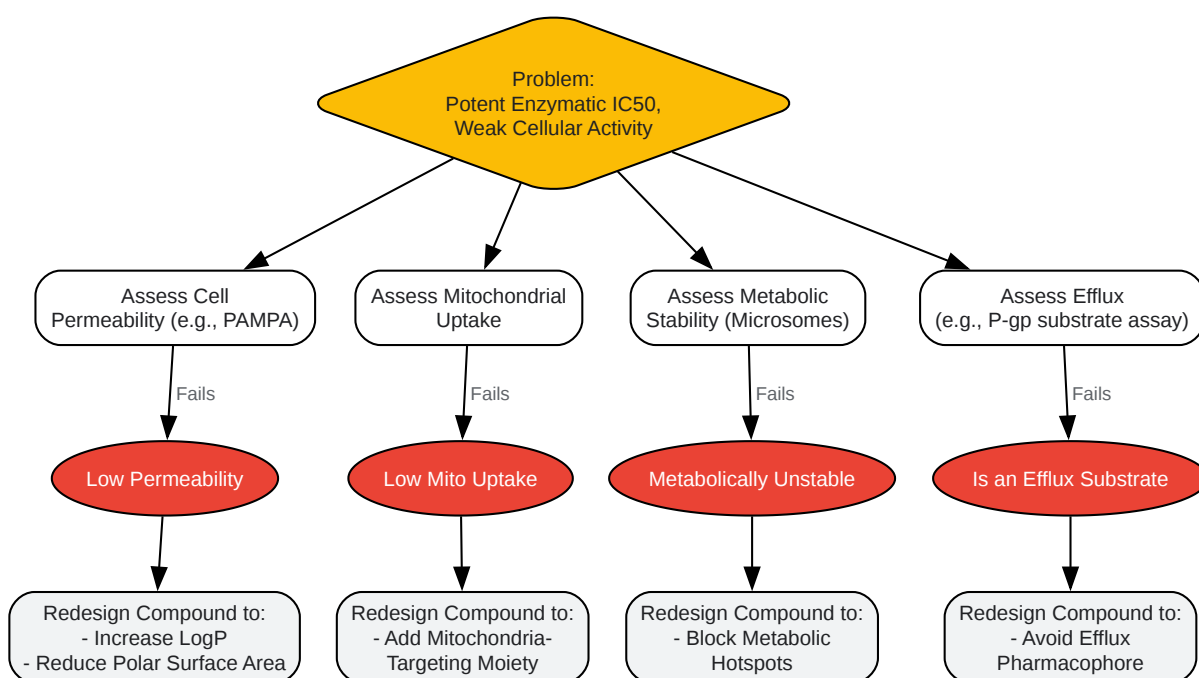 Problem:
Potent Enzymatic IC50,
Weak Cellular Activity
Assess Cell
Permeability (e.g., PAMPA)
Assess Mitochondrial
Uptake
Assess Metabolic
Stability (Microsomes)
Assess Efflux
(e.g., P-gp substrate assay)
Fails
Fails
Fails
Fails
Low Permeability
Low Mito Uptake
Metabolically Unstable
Is an Efflux Substrate
Redesign Compound to:
- Increase LogP
- Reduce Polar Surface Area
Redesign Compound to:
- Add Mitochondria-
Targeting Moiety
Redesign Compound to:
- Block Metabolic
Hotspots
Redesign Compound to:
- Avoid Efflux
Pharmacophore